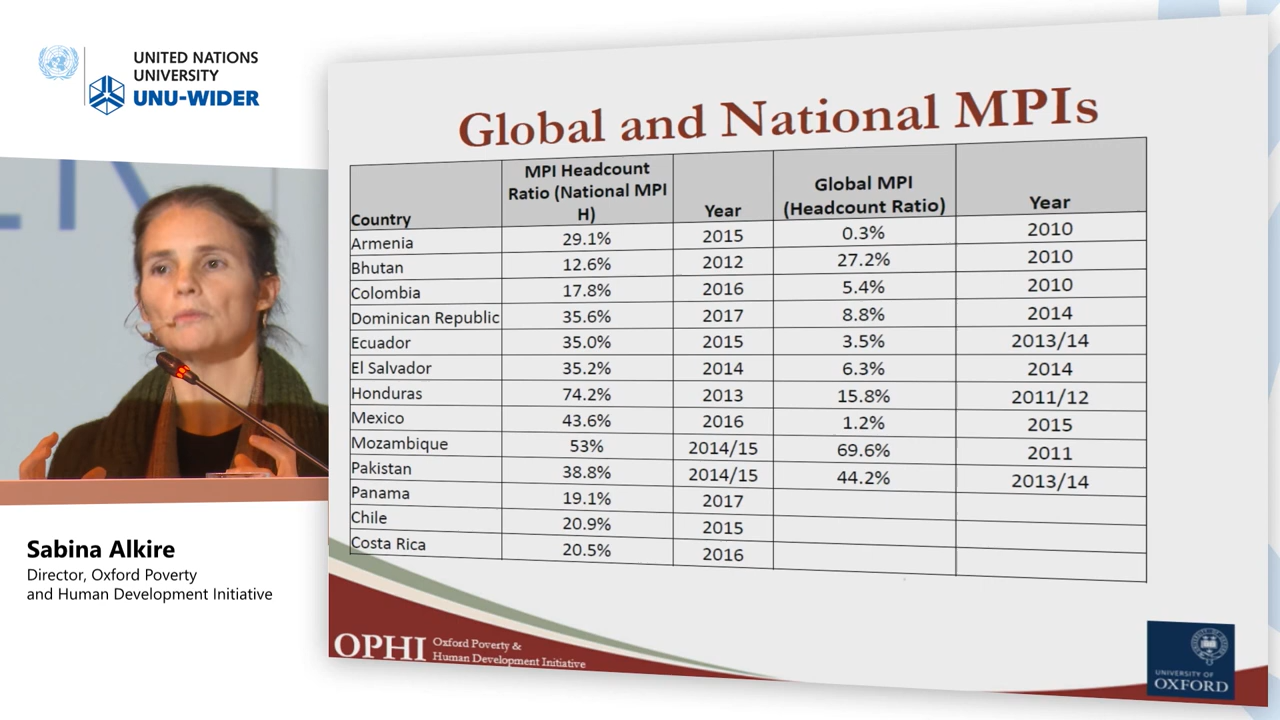 UNITED NATIONS
UNIVERSITY
UNU-WIDER
Global and National MPIs
Country
MPI Headcount
Ratio (National MPI
H)
Year
Global MPI
(Headcount Ratio)
Year
Armenia 29.1% 2015 0.3% 2010
Bhutan 12.6% 2012 27.2% 2010
Colombia 17.8% 2016 5.4% 2010
Dominican Republic 35.6% 2017 8.8% 2014
Ecuador 35.0% 2015 3.5% 2013/14
El Salvador 35.2% 2014 6.3% 2014
Honduras 74.2% 2013 15.8% 2011/12
Mexico 43.6% 2016 1.2% 2015
Mozambique 53% 2014/15 69.6% 2011
Pakistan 38.8% 2014/15 44.2% 2013/14
Panama 19.1% 2017
Chile 20.9% 2015
Costa Rica 20.5% 2016
Sabina Alkire
Director, Oxford Poverty
and Human Development Initiative
OPHI
Oxford Poverty &
Human Development Initiative
UNIVERSITY OF
OXFORD